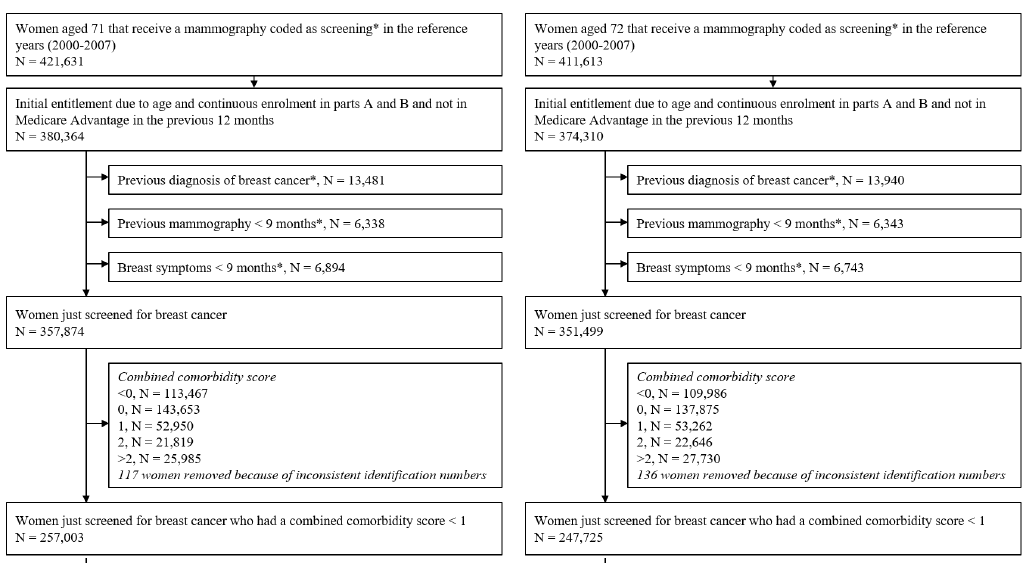 Women aged 71 that receive a mammography coded as screening* in the reference
years (2000-2007)
N = 421,631
Initial entitlement due to age and continuous enrolment in parts A and B and not in
Medicare Advantage in the previous 12 months
N = 380,364
Previous diagnosis of breast cancer*, N = 13,481
Previous mammography < 9 months*, N = 6,338
Breast symptoms < 9 months*, N = 6,894
Women just screened for breast cancer
N = 357,874
Combined comorbidity score
<0, N = 113,467
0, N = 143,653
1, N = 52,950
2, N = 21,819
>2, N = 25,985
117 women removed because of inconsistent identification numbers
Women just screened for breast cancer who had a combined comorbidity score < 1
N = 257,003
Women aged 72 that receive a mammography coded as screening* in the reference
years (2000-2007)
N = 411,613
Initial entitlement due to age and continuous enrolment in parts A and B and not in
Medicare Advantage in the previous 12 months
N = 374,310
Previous diagnosis of breast cancer*, N = 13,940
Previous mammography < 9 months*, N = 6,343
Breast symptoms < 9 months*, N = 6,743
Women just screened for breast cancer
N = 351,499
Combined comorbidity score
<0, N = 109,986
0, N = 137,875
1, N = 53,262
2, N = 22,646
>2, N = 27,730
136 women removed because of inconsistent identification numbers
Women just screened for breast cancer who had a combined comorbidity score < 1
N = 247,725